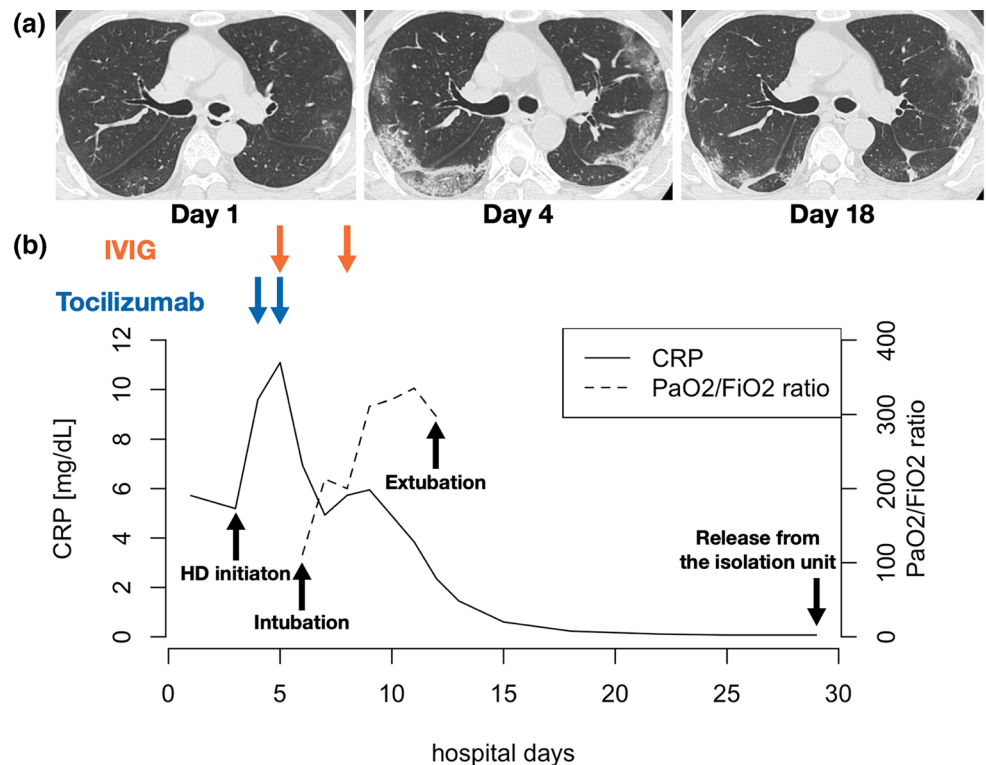 (a)
Day 1
Day 4
Day 18
(b)
IVIG
Tocilizumab
CRP
PaO2/FiO2 ratio
12
10
8
6
4
2
0
CRP [mg/dL]
400
300
200
100
0
PaO2/FiO2 ratio
HD initiaton
Intubation
Extubation
Release from
the isolation unit
0
5
10
15
20
25
30
hospital days